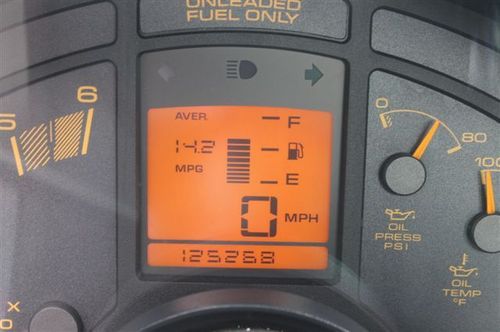 UNLEADED
FUEL ONLY
5 6
AVER. F
14.2
MPG E
0 MPH
125268
0
80
100
OIL
PRESS
PSI
OIL
TEMP
°F
X
0